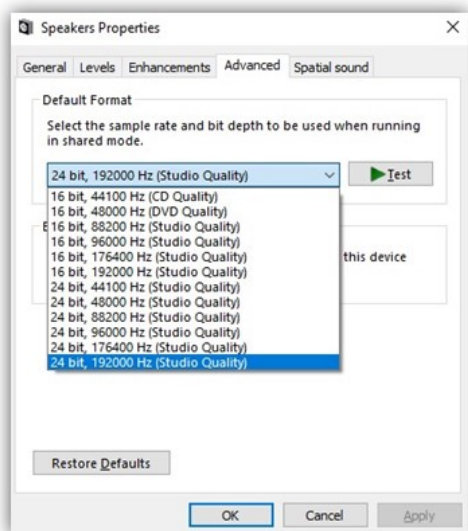 Speakers Properties
General Levels Enhancements Advanced Spatial sound
Default Format
Select the sample rate and bit depth to be used when running
in shared mode.
24 bit, 192000 Hz (Studio Quality)
Test
16 bit, 44100 Hz (CD Quality)
16 bit, 48000 Hz (DVD Quality)
16 bit, 88200 Hz (Studio Quality)
16 bit, 96000 Hz (Studio Quality)
16 bit, 176400 Hz (Studio Quality)
this device
16 bit, 192000 Hz (Studio Quality)
24 bit, 44100 Hz (Studio Quality)
24 bit, 48000 Hz (Studio Quality)
24 bit, 88200 Hz (Studio Quality)
24 bit, 96000 Hz (Studio Quality)
24 bit, 176400 Hz (Studio Quality)
24 bit, 192000 Hz (Studio Quality)
Restore Defaults
OK Cancel Apply